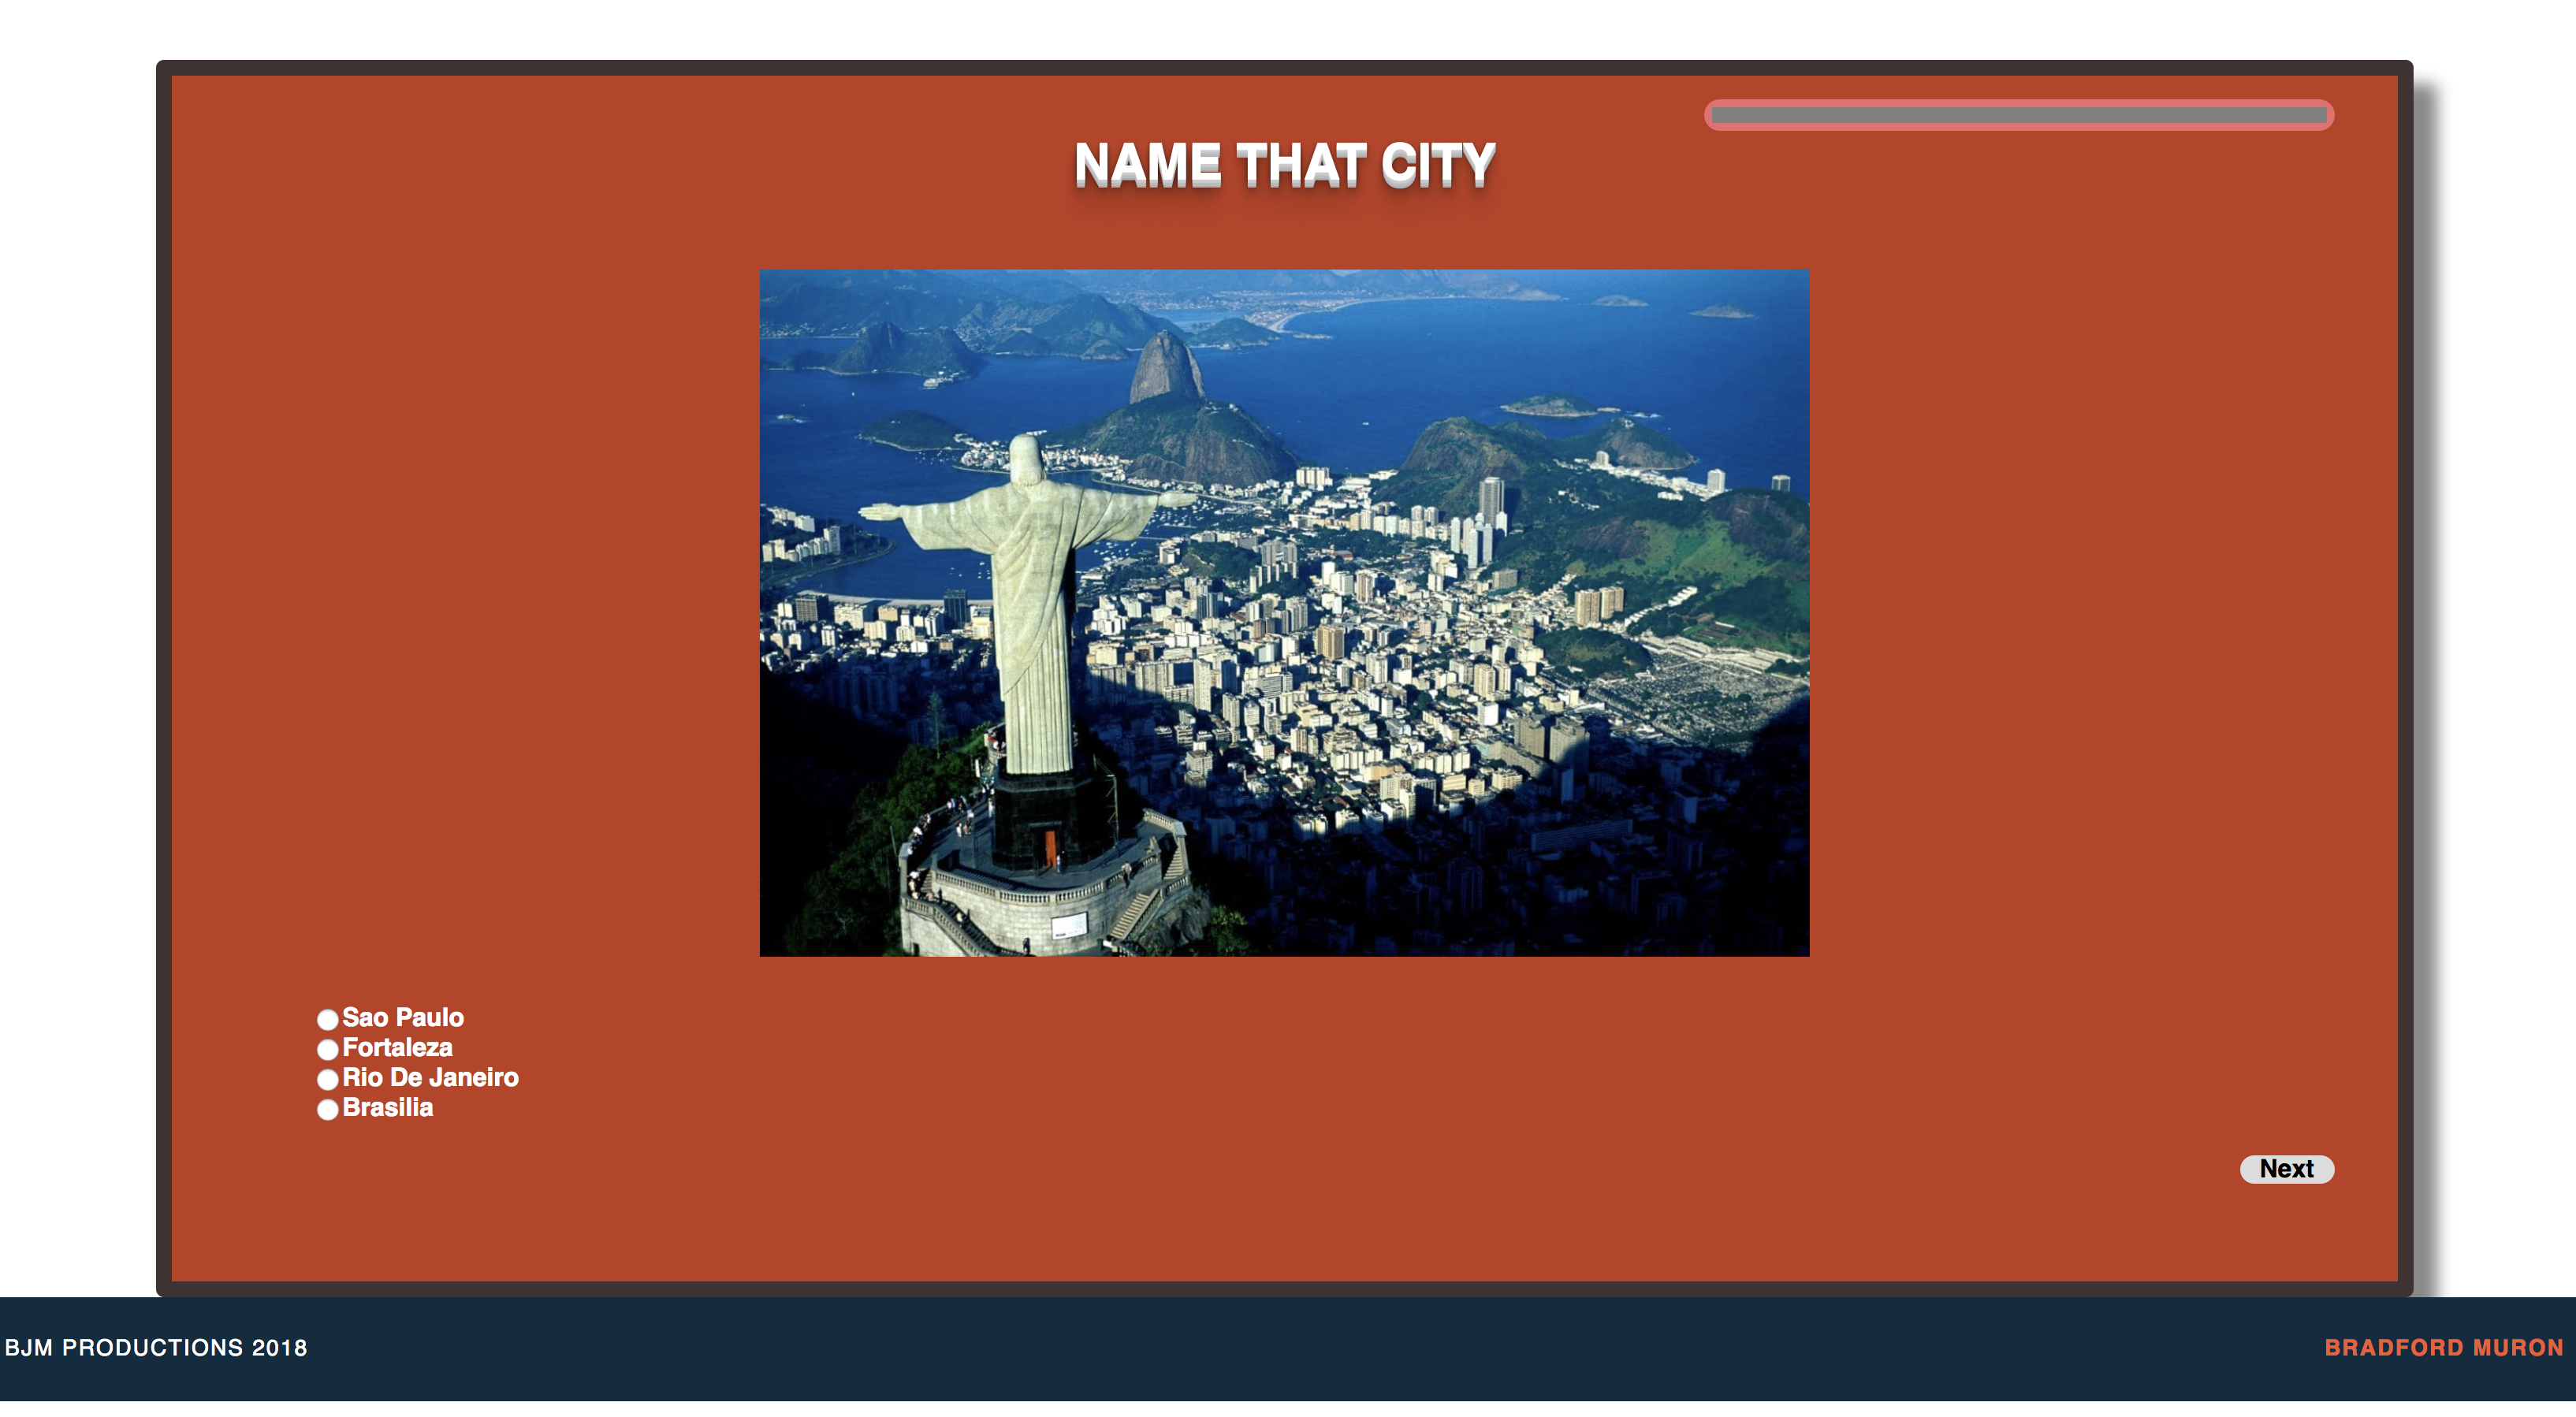 NAME THAT CITY
Sao Paulo
Fortaleza
Rio De Janeiro
Brasilia
Next
BJM PRODUCTIONS 2018
BRADFORD MURON